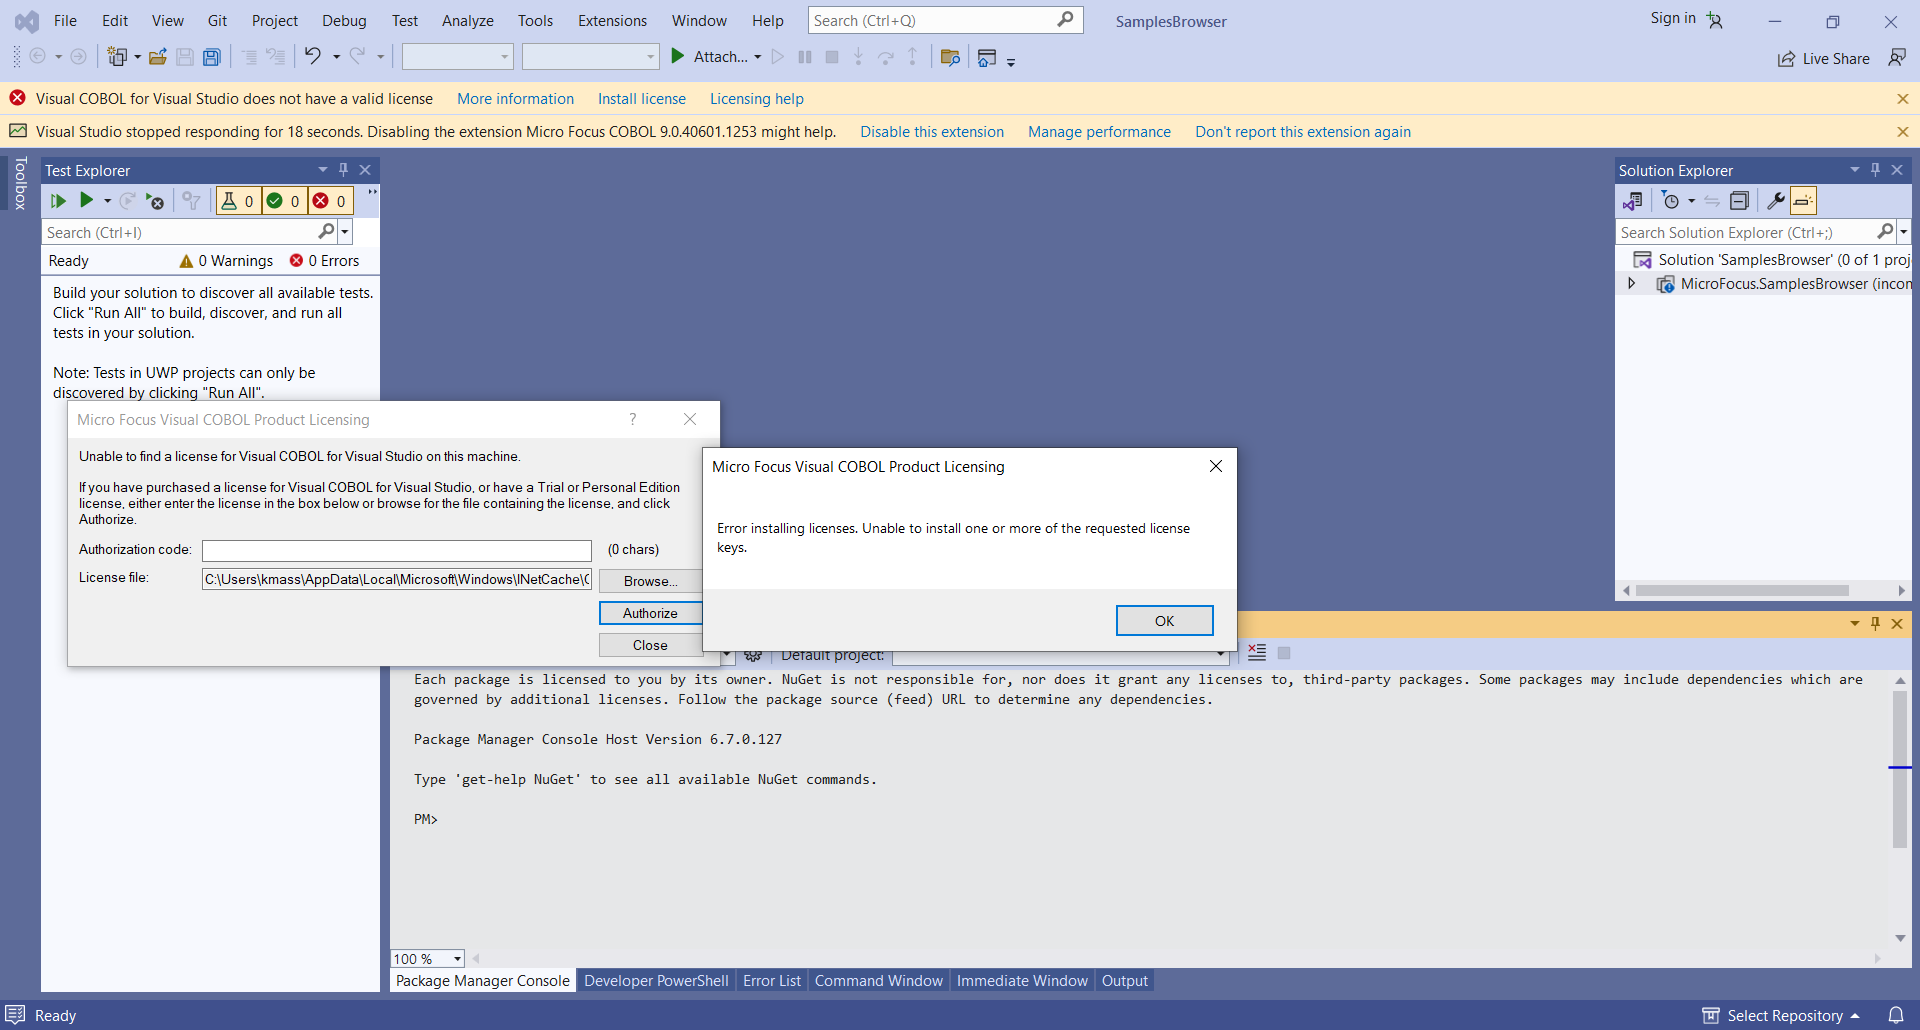 File Edit View Git Project Debug Test Analyze Tools Extensions Window Help Search (Ctrl+Q) SamplesBrowser Sign in
Attach... Live Share
Visual COBOL for Visual Studio does not have a valid license More information Install license Licensing help
Visual Studio stopped responding for 18 seconds. Disabling the extension Micro Focus COBOL 9.0.40601.1253 might help. Disable this extension Manage performance Don't report this extension again
Toolbox
Test Explorer
0 0 0
Search (Ctrl+I)
Ready 0 Warnings 0 Errors
Build your solution to discover all available tests.
Click "Run All" to build, discover, and run all
tests in your solution.
Note: Tests in UWP projects can only be
discovered by clicking "Run All".
Solution Explorer
Search Solution Explorer (Ctrl+;)
Solution 'SamplesBrowser' (0 of 1 proj
MicroFocus.SamplesBrowser (incom
Micro Focus Visual COBOL Product Licensing ?
Unable to find a license for Visual COBOL for Visual Studio on this machine.
If you have purchased a license for Visual COBOL for Visual Studio, or have a Trial or Personal Edition
license, either enter the license in the box below or browse for the file containing the license, and click
Authorize.
Authorization code: (0 chars)
License file: C:\Users\kmass\AppData\Local\Microsoft\Windows\INetCache\C Browse...
Authorize
Close
Micro Focus Visual COBOL Product Licensing
Error installing licenses. Unable to install one or more of the requested license
keys.
OK
Default project:
Each package is licensed to you by its owner. NuGet is not responsible for, nor does it grant any licenses to, third-party packages. Some packages may include dependencies which are
governed by additional licenses. Follow the package source (feed) URL to determine any dependencies.
Package Manager Console Host Version 6.7.0.127
Type 'get-help NuGet' to see all available NuGet commands.
PM>
100 %
Package Manager Console Developer PowerShell Error List Command Window Immediate Window Output
Ready Select Repository